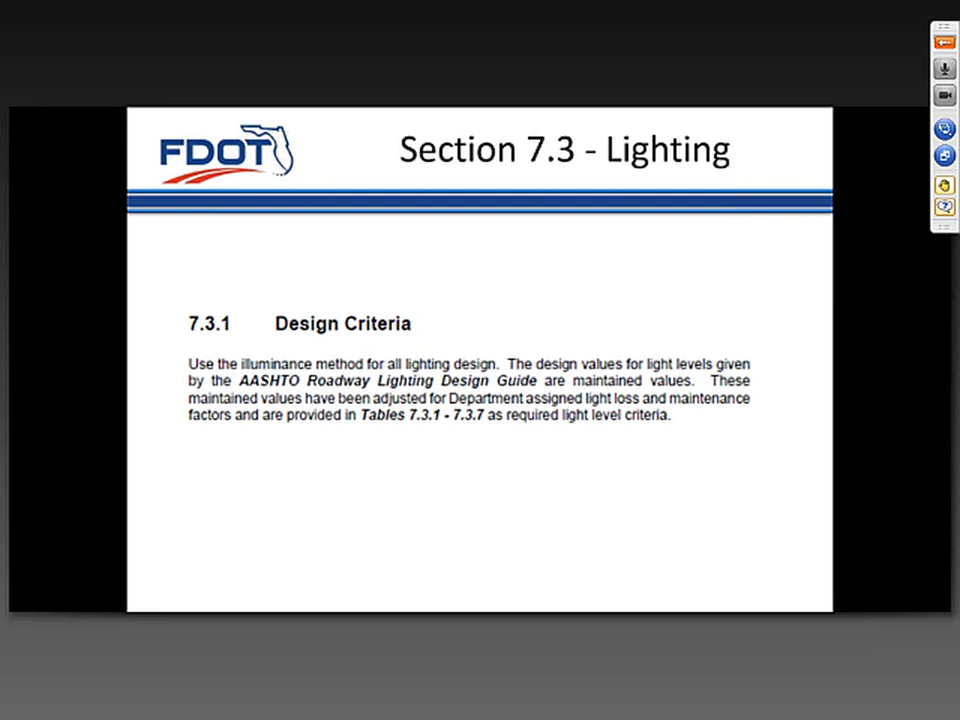 FDOT
Section 7.3 - Lighting
7.3.1 Design Criteria
Use the illuminance method for all lighting design. The design values for light levels given
by the AASHTO Roadway Lighting Design Guide are maintained values. These
maintained values have been adjusted for Department assigned light loss and maintenance
factors and are provided in Tables 7.3.1 - 7.3.7 as required light level criteria.